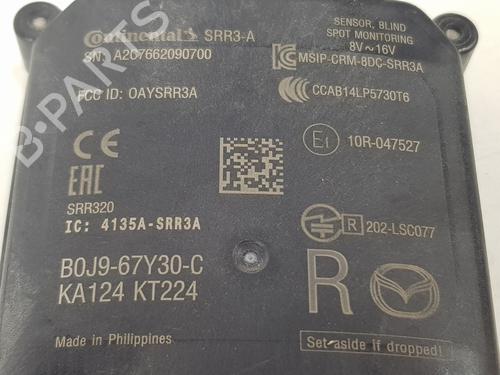 Continental SRR3-A
SENSOR, BLIND
SPOT MONITORING
8V~16V
SN: A2C7662090700
MSIP-CRM-8DC-SRR3A
FCC ID: OAYSRR3A
CCAB14LP5730T6
CE
E1 10R-047527
EAC
SRR320
IC: 4135A-SRR3A
R 202-LSC077
B0J9-67Y30-C
KA124 KT224
R
Made in Philippines
Set aside if dropped!
B-PARTS